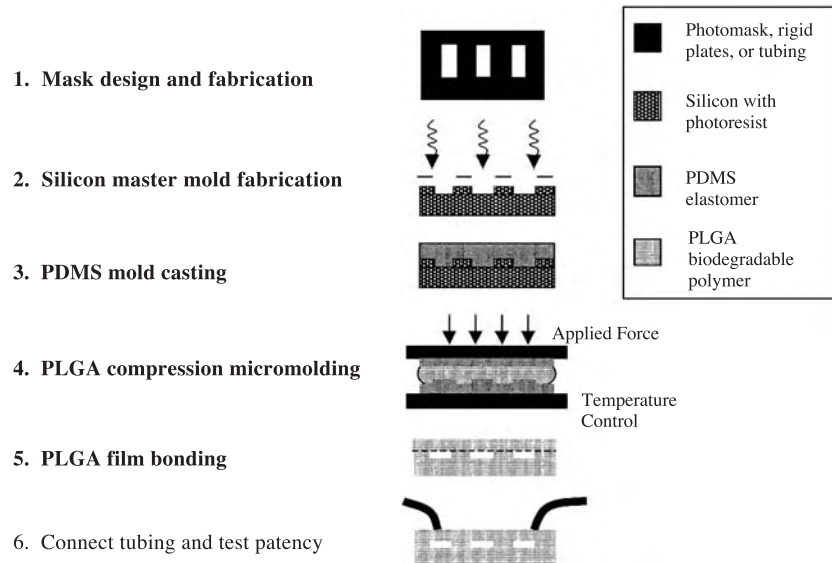 1. Mask design and fabrication
2. Silicon master mold fabrication
3. PDMS mold casting
4. PLGA compression micromolding
5. PLGA film bonding
6. Connect tubing and test patency
Applied Force
Temperature
Control
Photomask, rigid
plates, or tubing
Silicon with
photoresist
PDMS
elastomer
PLGA
biodegradable
polymer